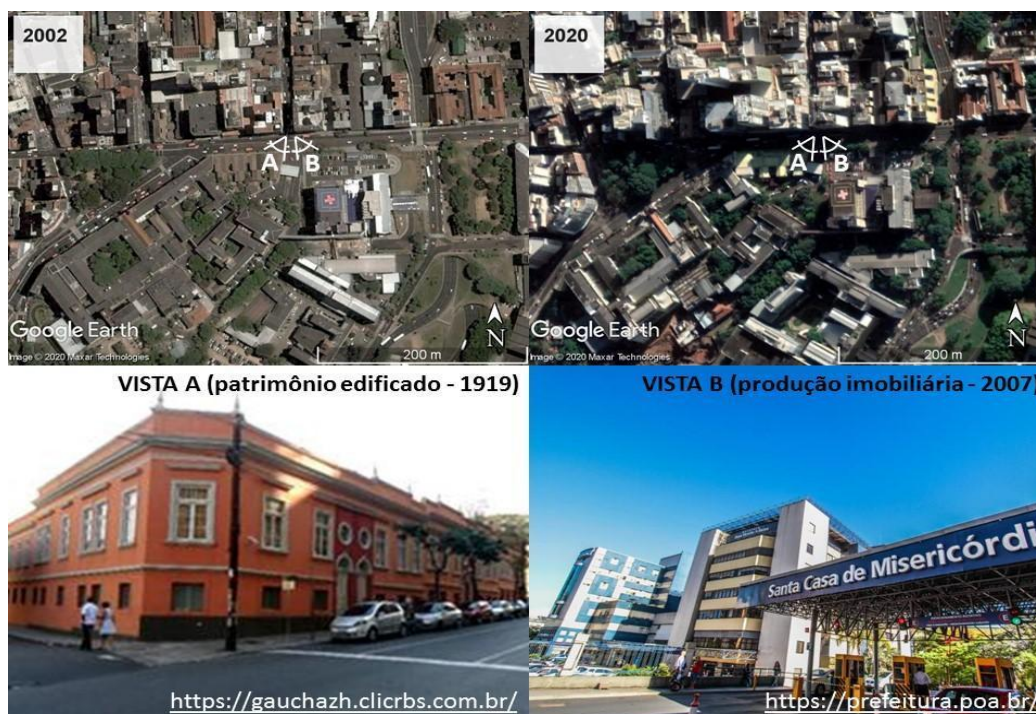 2002
A B
Google Earth
Image © 2020 Maxar Technologies
200 m
N
2020
A B
Google Earth
Image © 2020 Maxar Technologies
200 m
N
VISTA A (patrimônio edificado - 1919)
https://gauchazh.clicrbs.com.br/
VISTA B (produção imobiliária - 2007)
Santa Casa de Misericórdi
https://prefeitura.poa.br/